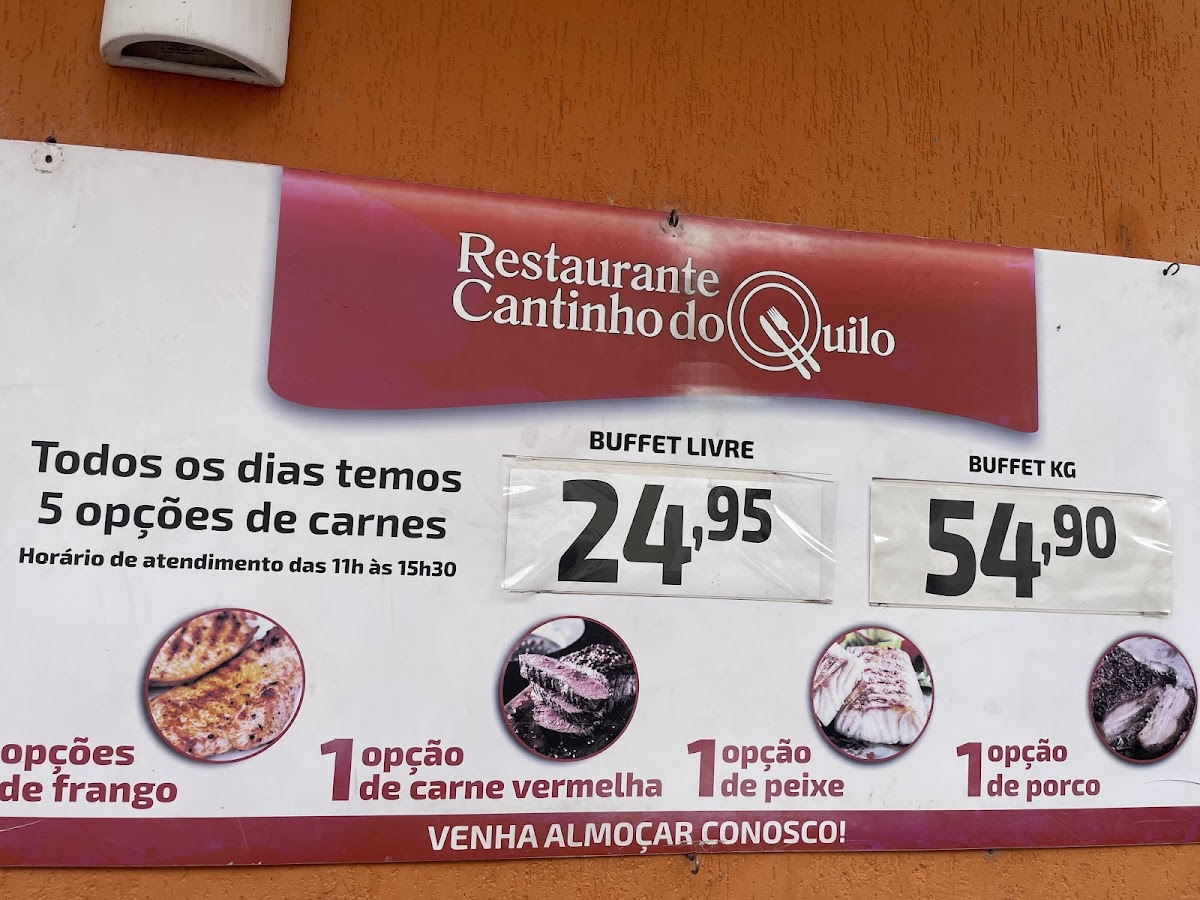 Restaurante
Cantinho do Quilo
BUFFET LIVRE
24,95
BUFFET KG
54,90
Todos os dias temos
5 opções de carnes
Horário de atendimento das 11h às 15h30
opções
de frango
1 opção
de carne vermelha
1 opção
de peixe
1 opção
de porco
VENHA ALMOÇAR CONOSCO!